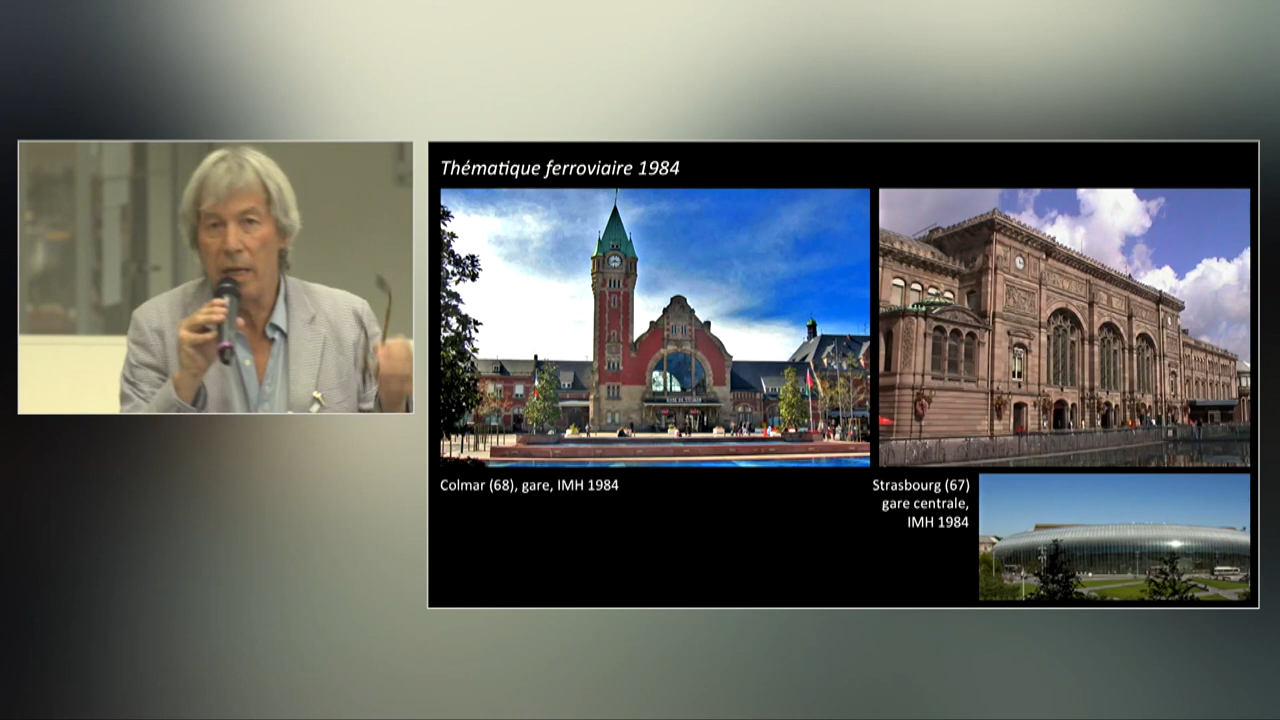 Thématique ferroviaire 1984
Colmar (68), gare, IMH 1984
Strasbourg (67)
gare centrale,
IMH 1984